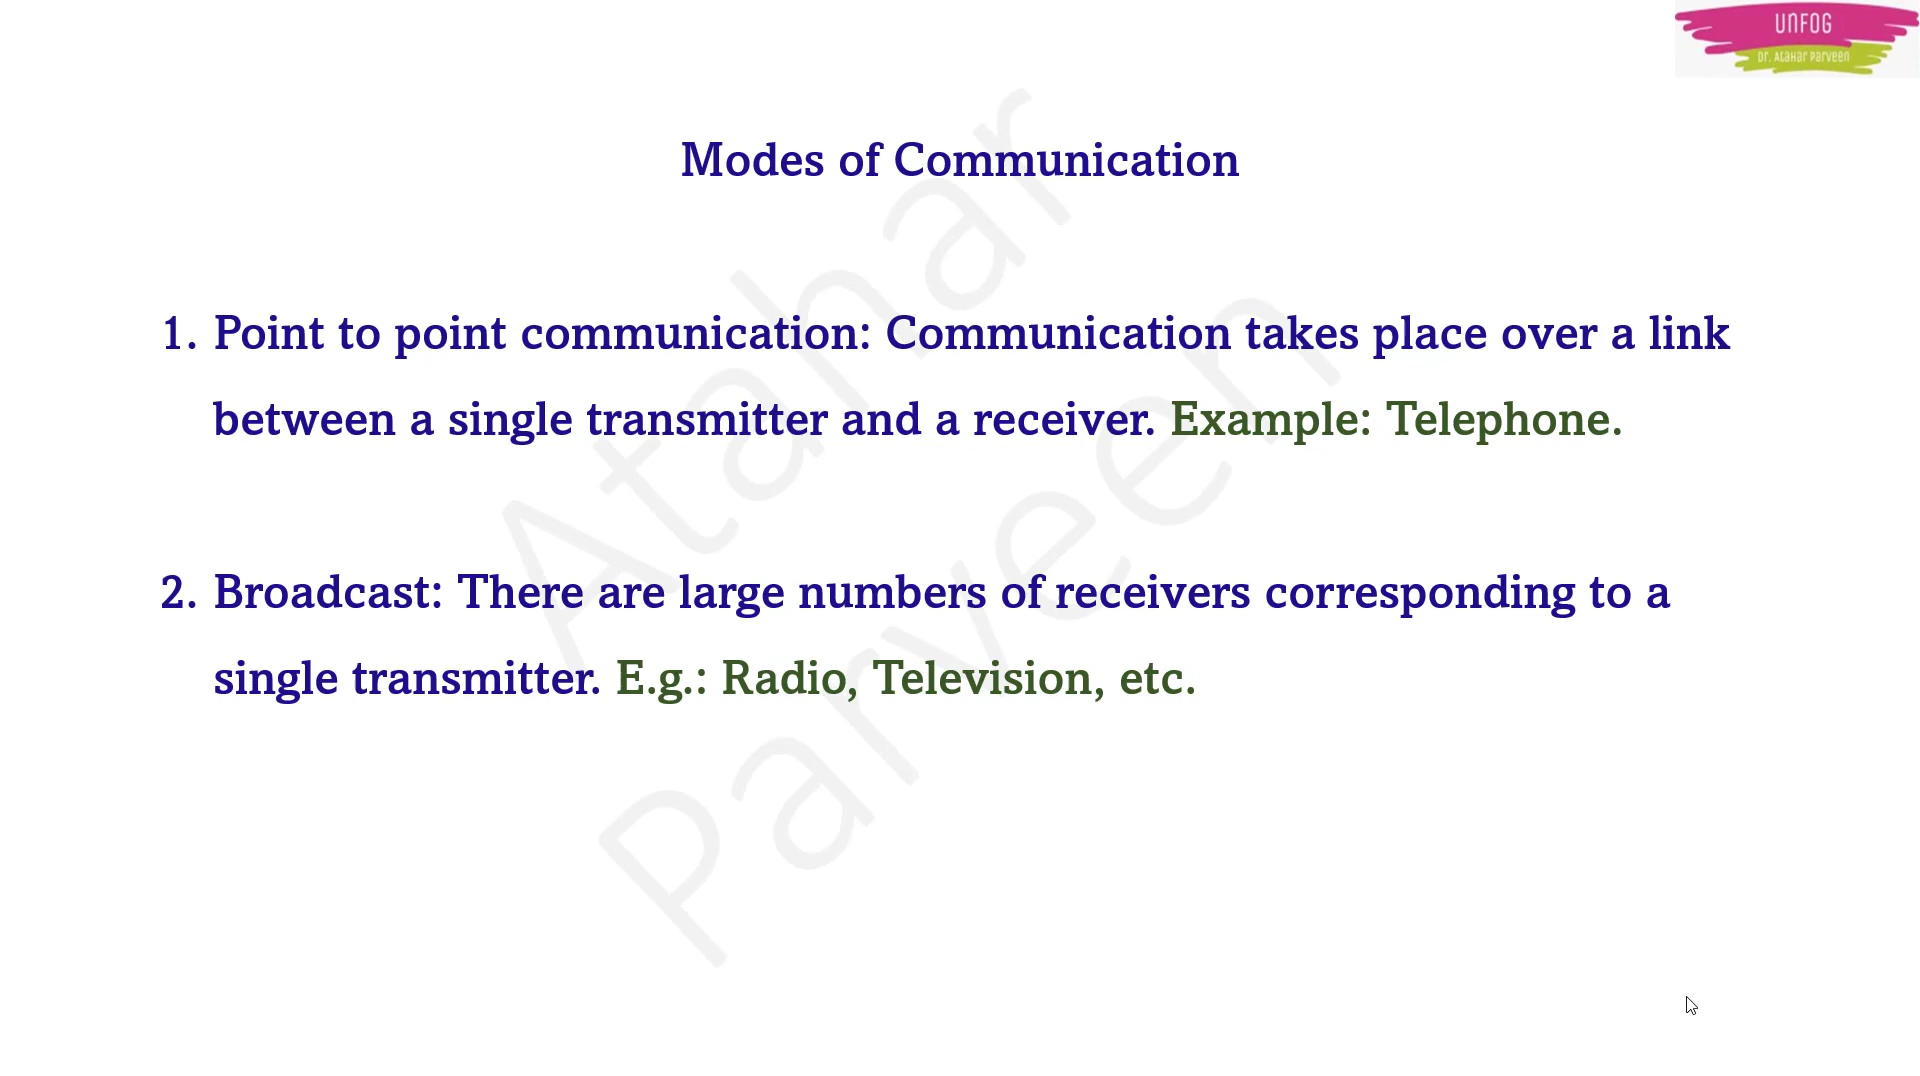 UNFOG
Dr. Atahar Parveen
Modes of Communication
1. Point to point communication: Communication takes place over a link
between a single transmitter and a receiver. Example: Telephone.
2. Broadcast: There are large numbers of receivers corresponding to a
single transmitter. E.g.: Radio, Television, etc.
Atahar
Parveen